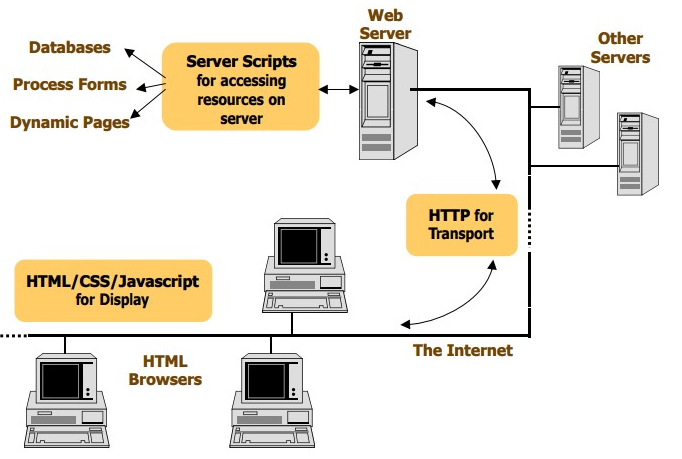 Web
Server
Other
Servers
Databases
Process Forms
Dynamic Pages
Server Scripts
for accessing
resources on
server
HTTP for
Transport
HTML/CSS/Javascript
for Display
HTML
Browsers
The Internet